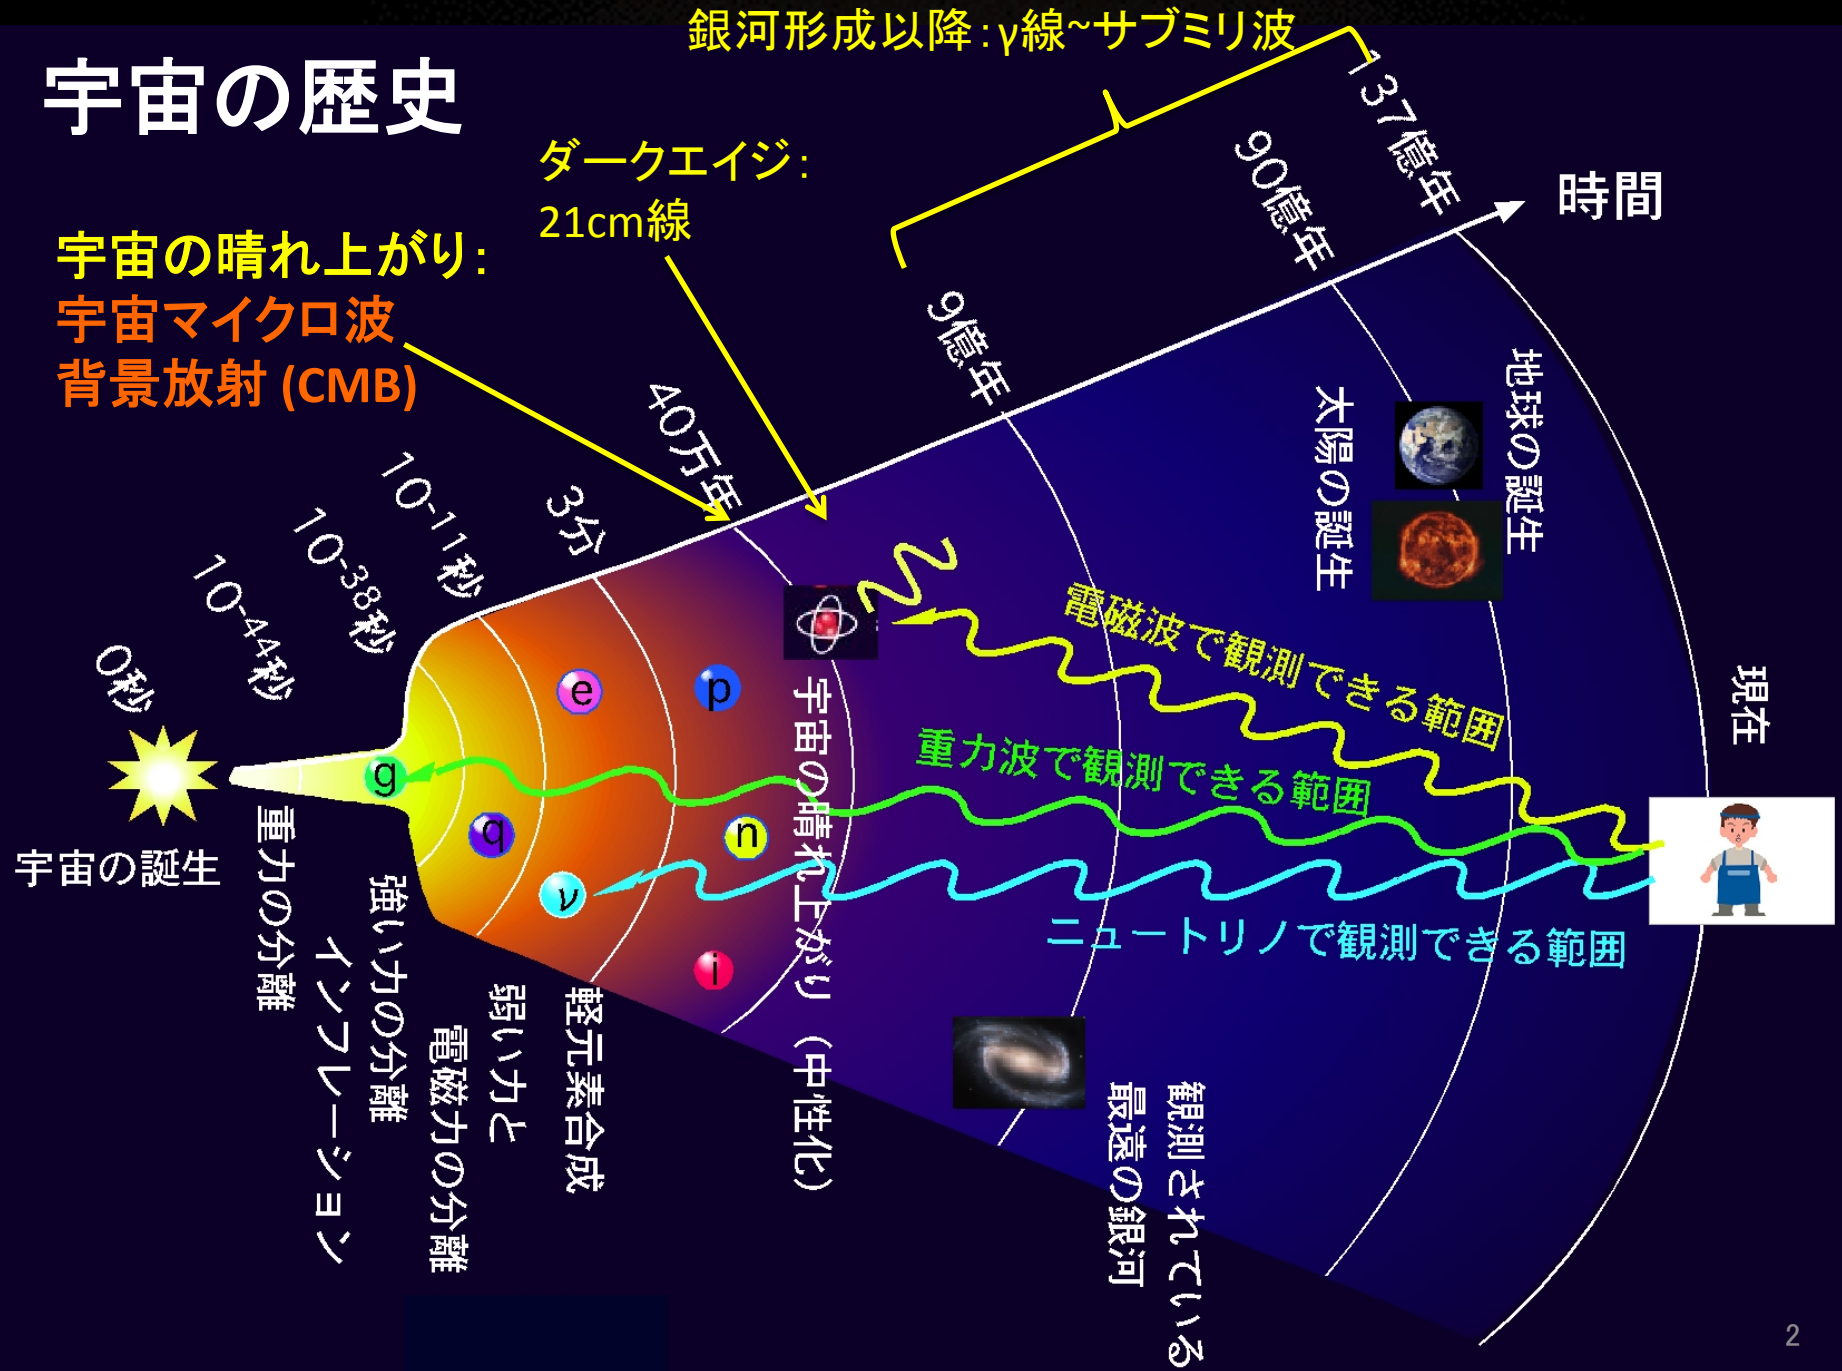 宇宙の歴史
銀河形成以降:γ線~サブミリ波
ダークエイジ:
21cm線
宇宙の晴れ上がり:
宇宙マイクロ波
背景放射 (CMB)
0秒
10-44秒
10-38秒
10-11秒
3分
40万年
9億年
90億年
137億年
時間
地球の誕生
太陽の誕生
現在
電磁波で観測できる範囲
重力波で観測できる範囲
ニュートリノで観測できる範囲
e
p
g
q
n
ν
i
宇宙の誕生
重力の分離
インフレーション
強い力の分離
弱い力と
電磁力の分離
軽元素合成
宇宙の晴れ上がり（中性化）
観測されている
最遠の銀河
2